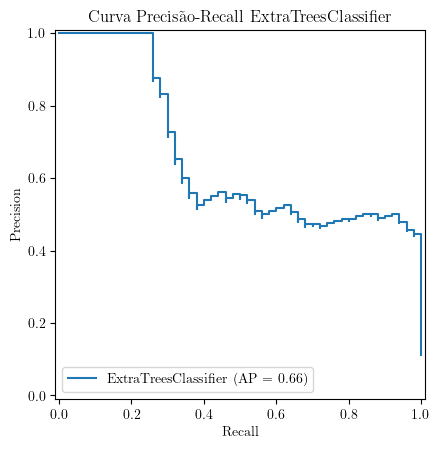 Curva Precisão-Recall ExtraTreesClassifier
1.0
0.8
0.6
0.4
0.2
0.0
Precision
ExtraTreesClassifier (AP = 0.66)
0.0 0.2 0.4 0.6 0.8 1.0
Recall